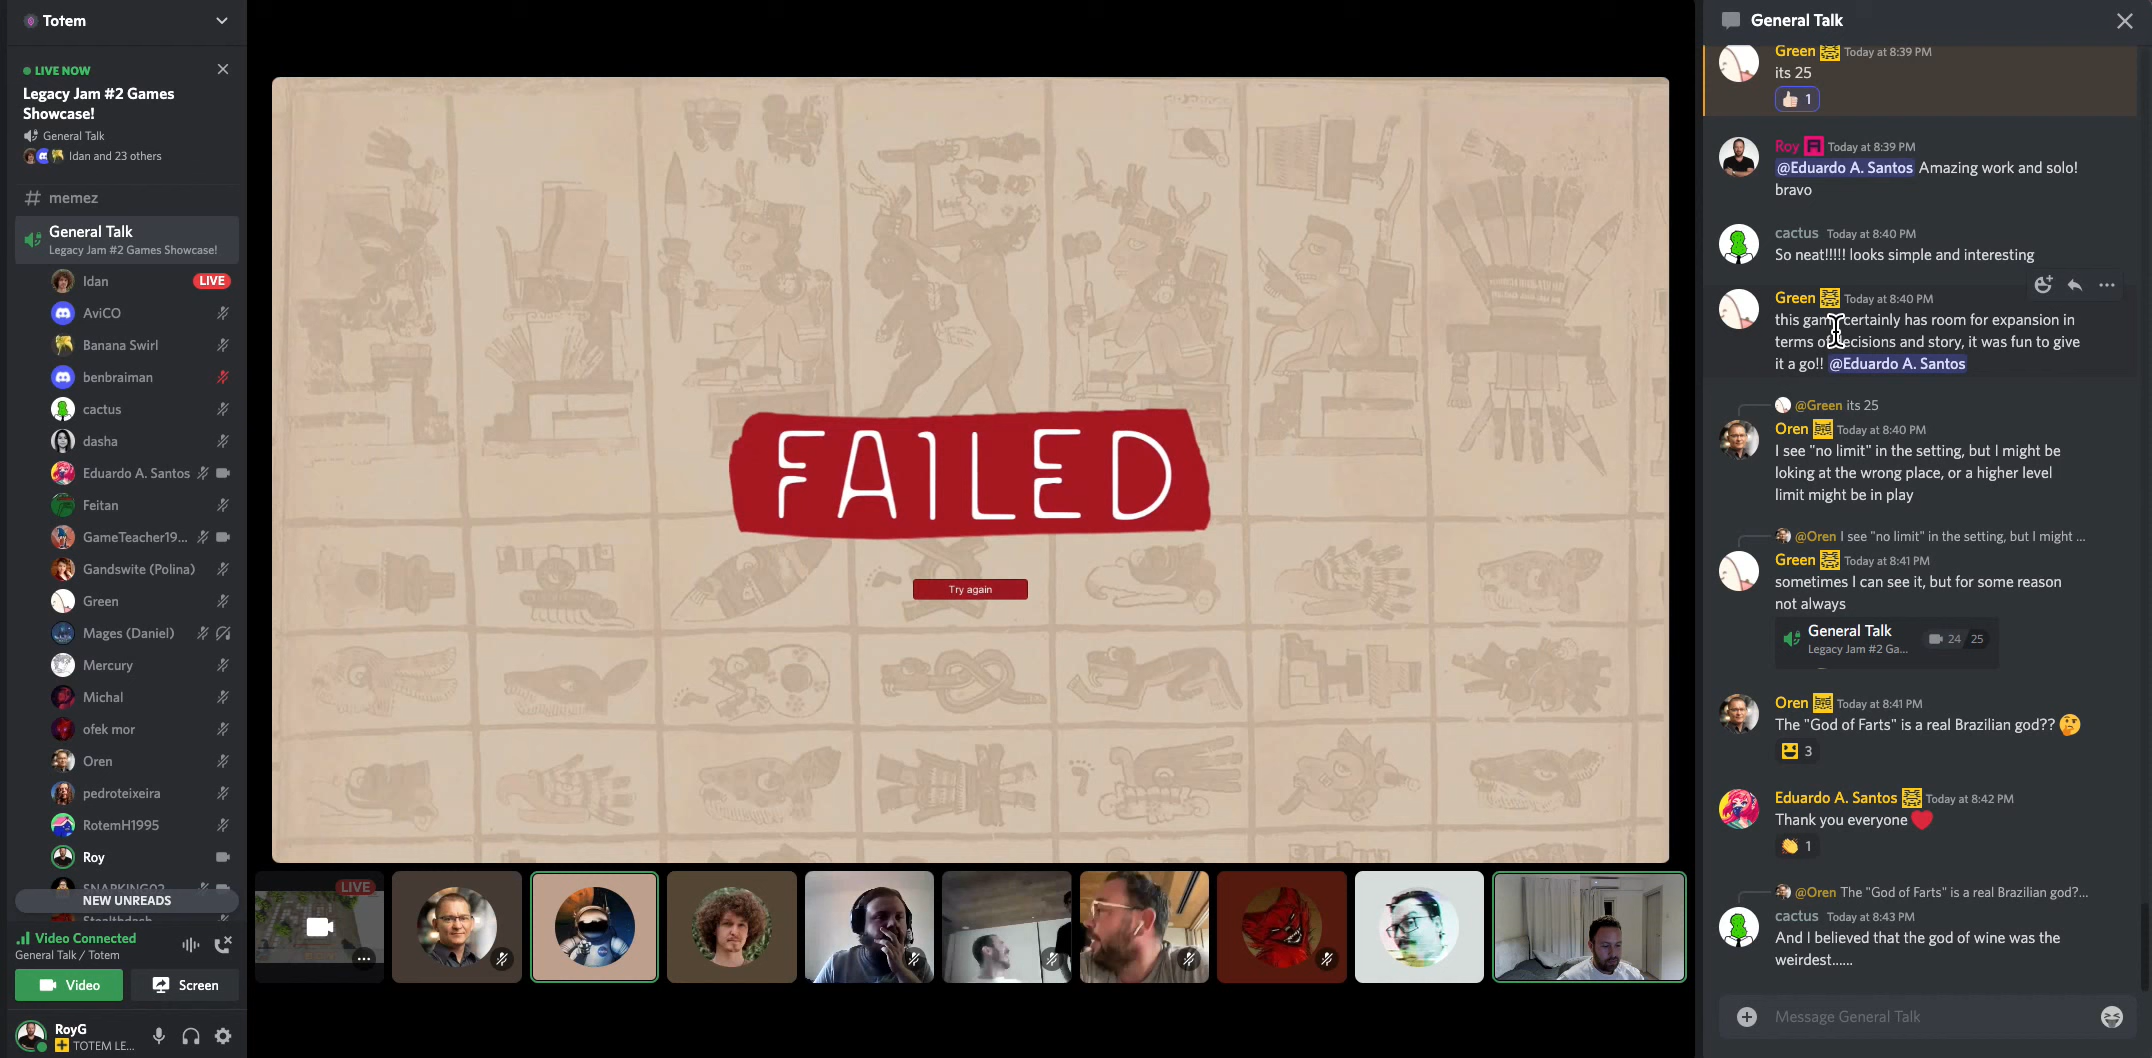 Totem
LIVE NOW
Legacy Jam #2 Games
Showcase!
General Talk
Idan and 23 others
# memez
General Talk
Legacy Jam #2 Games Showcase!
Idan
LIVE
AviCO
Banana Swirl
benbraiman
cactus
dasha
Eduardo A. Santos
Feitan
GameTeacher19...
Gandswite (Polina)
Green
Mages (Daniel)
Mercury
Michal
ofek mor
Oren
pedroteixeira
RotemH1995
Roy
NEW UNREADS
Video Connected
General Talk / Totem
Video
Screen
RoyG
TOTEM LE...
FAILED
Try again
LIVE
General Talk
Green Today at 8:39 PM
its 25
1
Roy Today at 8:39 PM
@Eduardo A. Santos Amazing work and solo!
bravo
cactus Today at 8:40 PM
So neat!!!!! looks simple and interesting
Green Today at 8:40 PM
this game certainly has room for expansion in
terms of decisions and story, it was fun to give
it a go!! @Eduardo A. Santos
@Green its 25
Oren Today at 8:40 PM
I see "no limit" in the setting, but I might be
loking at the wrong place, or a higher level
limit might be in play
@Oren I see "no limit" in the setting, but I might ...
Green Today at 8:41 PM
sometimes I can see it, but for some reason
not always
General Talk
24 25
Legacy Jam #2 Ga...
Oren Today at 8:41 PM
The "God of Farts" is a real Brazilian god??
3
Eduardo A. Santos Today at 8:42 PM
Thank you everyone
1
@Oren The "God of Farts" is a real Brazilian god?...
cactus Today at 8:43 PM
And I believed that the god of wine was the
weirdest......
Message General Talk